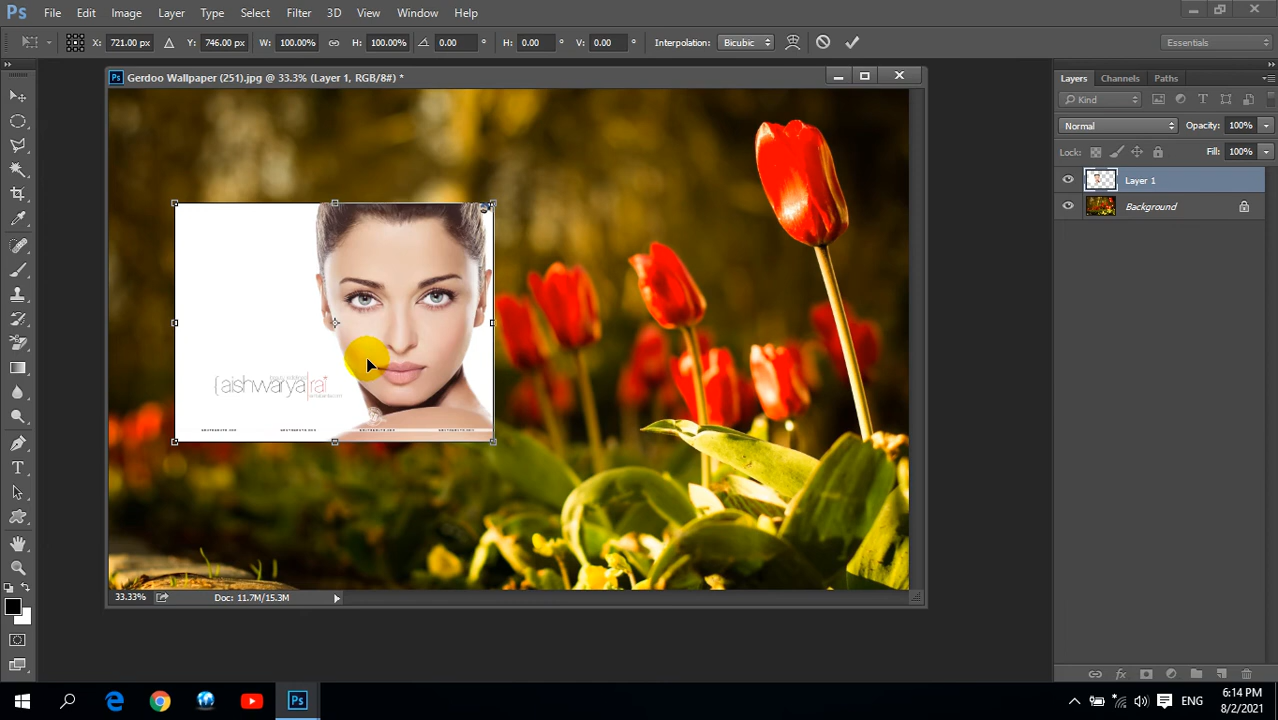 Ps File Edit Image Layer Type Select Filter 3D View Window Help
X: 721.00 px Y: 746.00 px W: 100.00% H: 100.00% 0.00 ° H: 0.00 ° V: 0.00 ° Interpolation: Bicubic Essentials
Ps Gerdoo Wallpaper (251).jpg @ 33.3% (Layer 1, RGB/8#) *
Layers Channels Paths
Kind
Normal Opacity: 100%
Lock: Fill: 100%
Layer 1
Background
{aishwarya|rai
33.33% Doc: 11.7M/15.3M
T
fx
Ps ENG 6:14 PM
8/2/2021